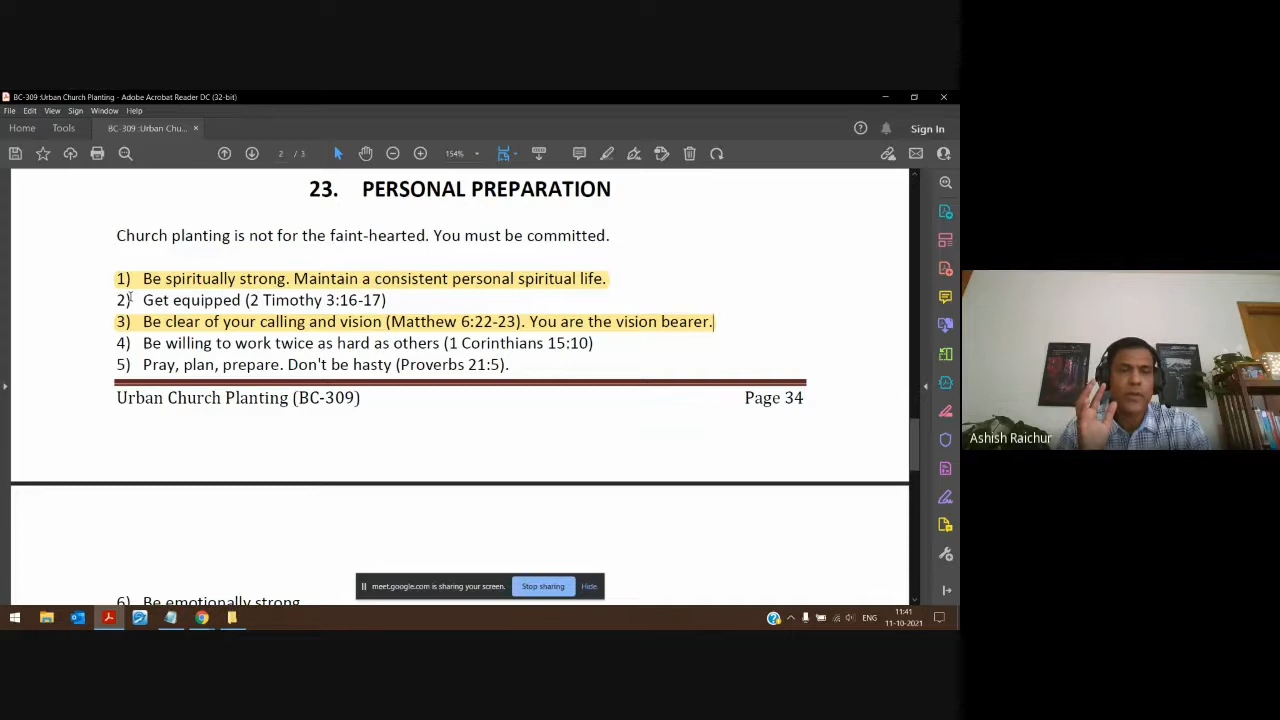 BC-309 :Urban Church Planting - Adobe Acrobat Reader DC (32-bit)
File Edit View Sign Window Help
Home Tools BC-309 :Urban Chu... × Sign In
2 / 3 154%
23. PERSONAL PREPARATION
Church planting is not for the faint-hearted. You must be committed.
1) Be spiritually strong. Maintain a consistent personal spiritual life.
2) Get equipped (2 Timothy 3:16-17)
3) Be clear of your calling and vision (Matthew 6:22-23). You are the vision bearer.
4) Be willing to work twice as hard as others (1 Corinthians 15:10)
5) Pray, plan, prepare. Don't be hasty (Proverbs 21:5).
Urban Church Planting (BC-309) Page 34
Ashish Raichur
meet.google.com is sharing your screen. Stop sharing Hide
6) Be emotionally strong
ENG 11:41
11-10-2021